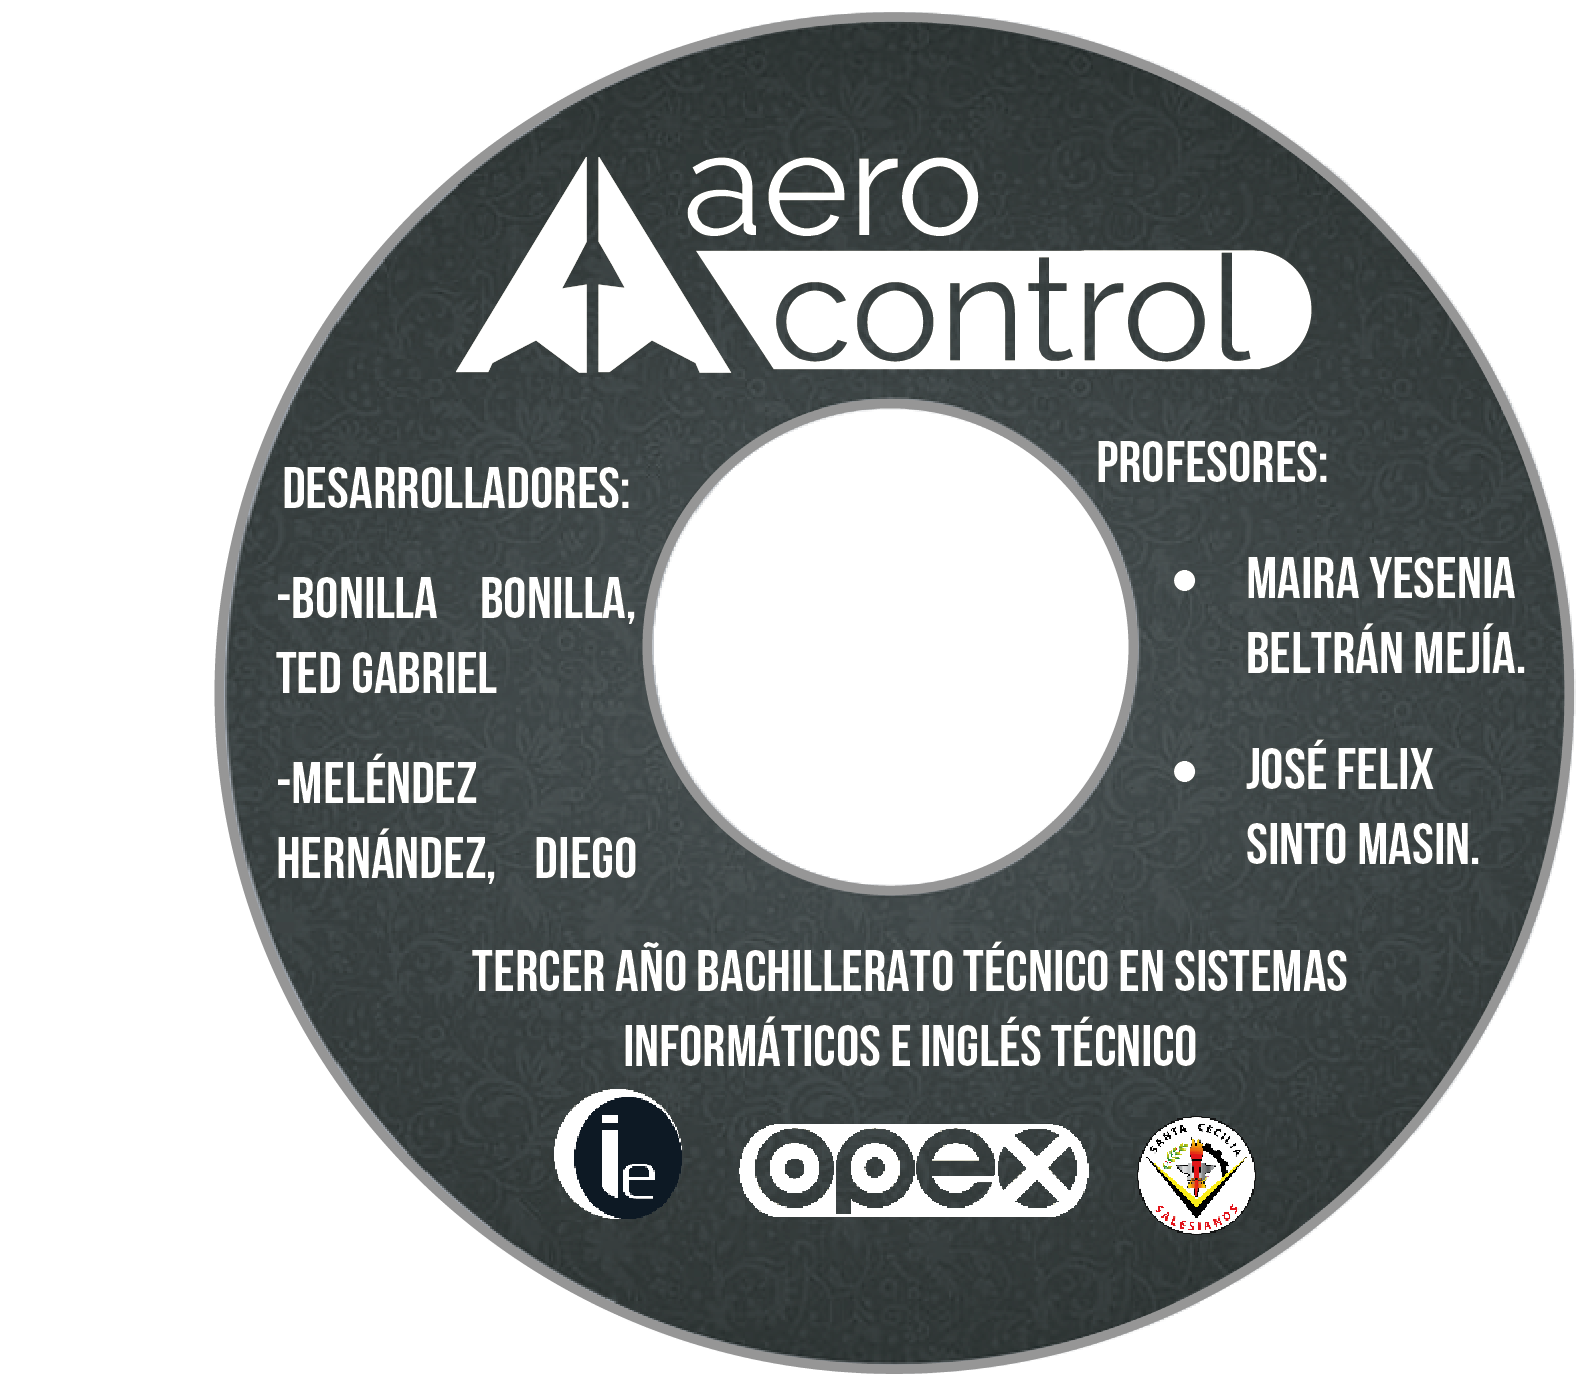 aero
control
DESARROLLADORES:
-BONILLA BONILLA,
TED GABRIEL
-MELÉNDEZ
HERNÁNDEZ, DIEGO
PROFESORES:
• MAIRA YESENIA
BELTRÁN MEJÍA.
• JOSÉ FELIX
SINTO MASIN.
TERCER AÑO BACHILLERATO TÉCNICO EN SISTEMAS
INFORMÁTICOS E INGLÉS TÉCNICO
ie
opex
SANTA CECILIA
SALESIANOS